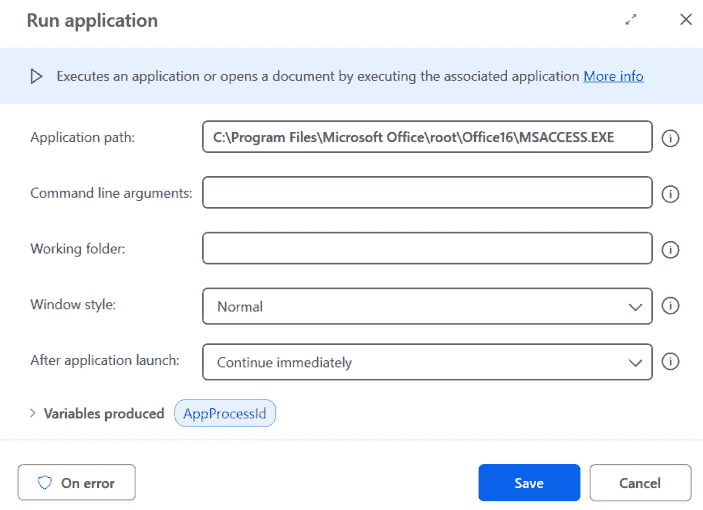 Run application
Executes an application or opens a document by executing the associated application More info
Application path: C:\Program Files\Microsoft Office\root\Office16\MSACCESS.EXE
Command line arguments:
Working folder:
Window style: Normal
After application launch: Continue immediately
Variables produced AppProcessId
On error Save Cancel